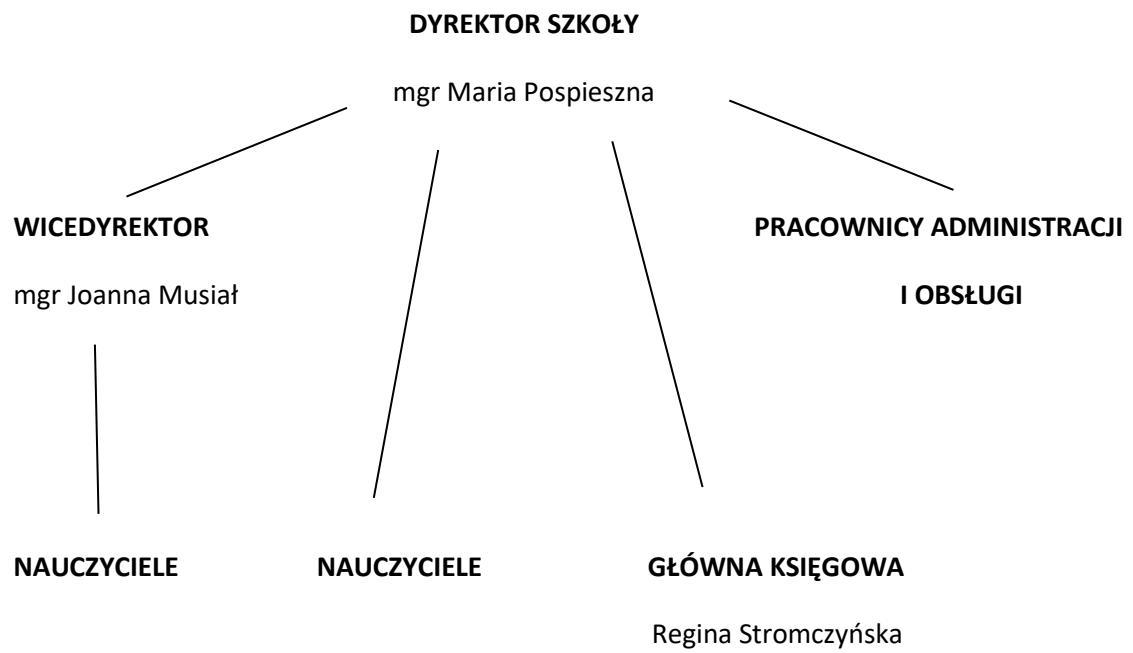 DYREKTOR SZKOŁY
mgr Maria Pospieszna
WICEDYREKTOR
mgr Joanna Musiał
PRACOWNICY ADMINISTRACJI
I OBSŁUGI
NAUCZYCIELE
NAUCZYCIELE
GŁÓWNA KSIĘGOWA
Regina Stromczyńska